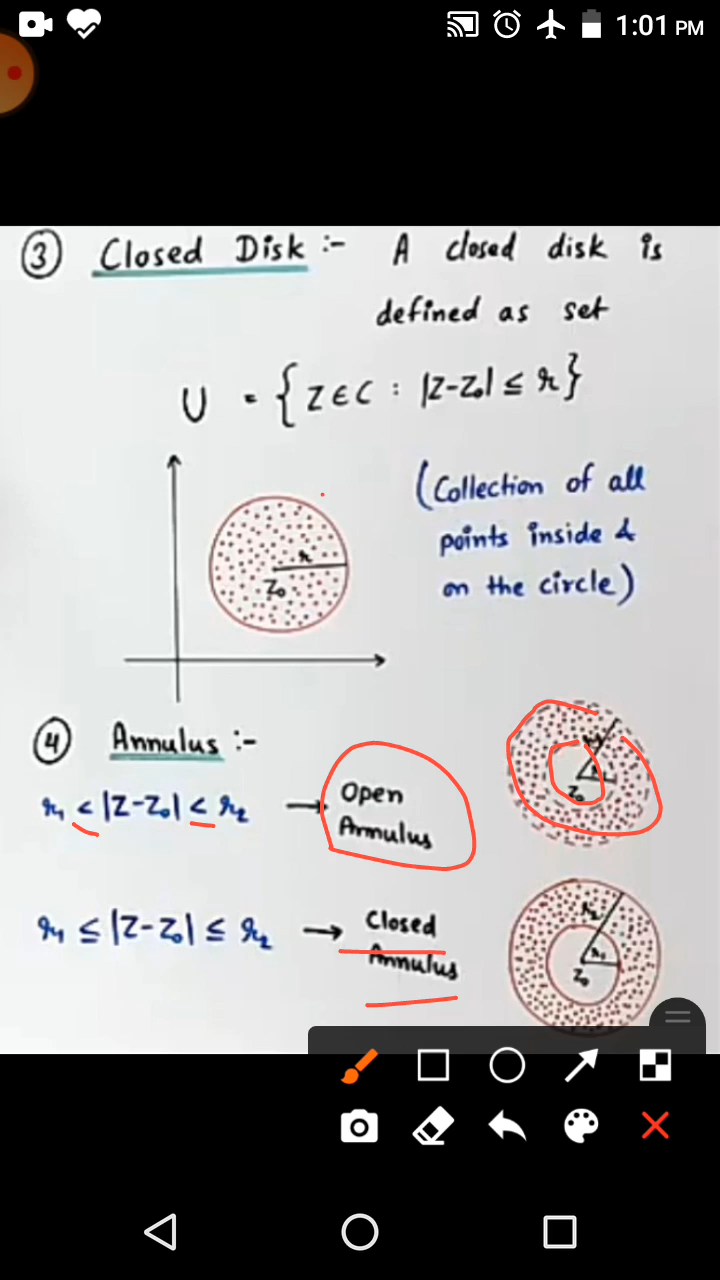 1:01 PM
③ Closed Disk :- A closed disk is
defined as set
U = {Z∈C : |Z-Z₀| ≤ r}
(Collection of all
points inside &
on the circle)
r
Z₀
④ Annulus :-
r₁ < |Z-Z₀| < r₂ → Open
Annulus
Z₀
r₁ ≤ |Z-Z₀| ≤ r₂ → Closed
Annulus
r₂
r₁
Z₀